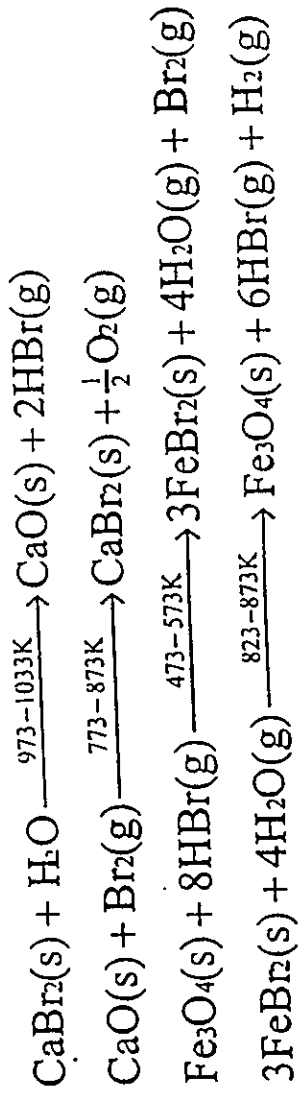 CaBr₂(s) + H₂O —973−1033K→ CaO(s) + 2HBr(g)
CaO(s) + Br₂(g) —773−873K→ CaBr₂(s) + ½O₂(g)
Fe₃O₄(s) + 8HBr(g) —473−573K→ 3FeBr₂(s) + 4H₂O(g) + Br₂(g)
3FeBr₂(s) + 4H₂O(g) —823−873K→ Fe₃O₄(s) + 6HBr(g) + H₂(g)